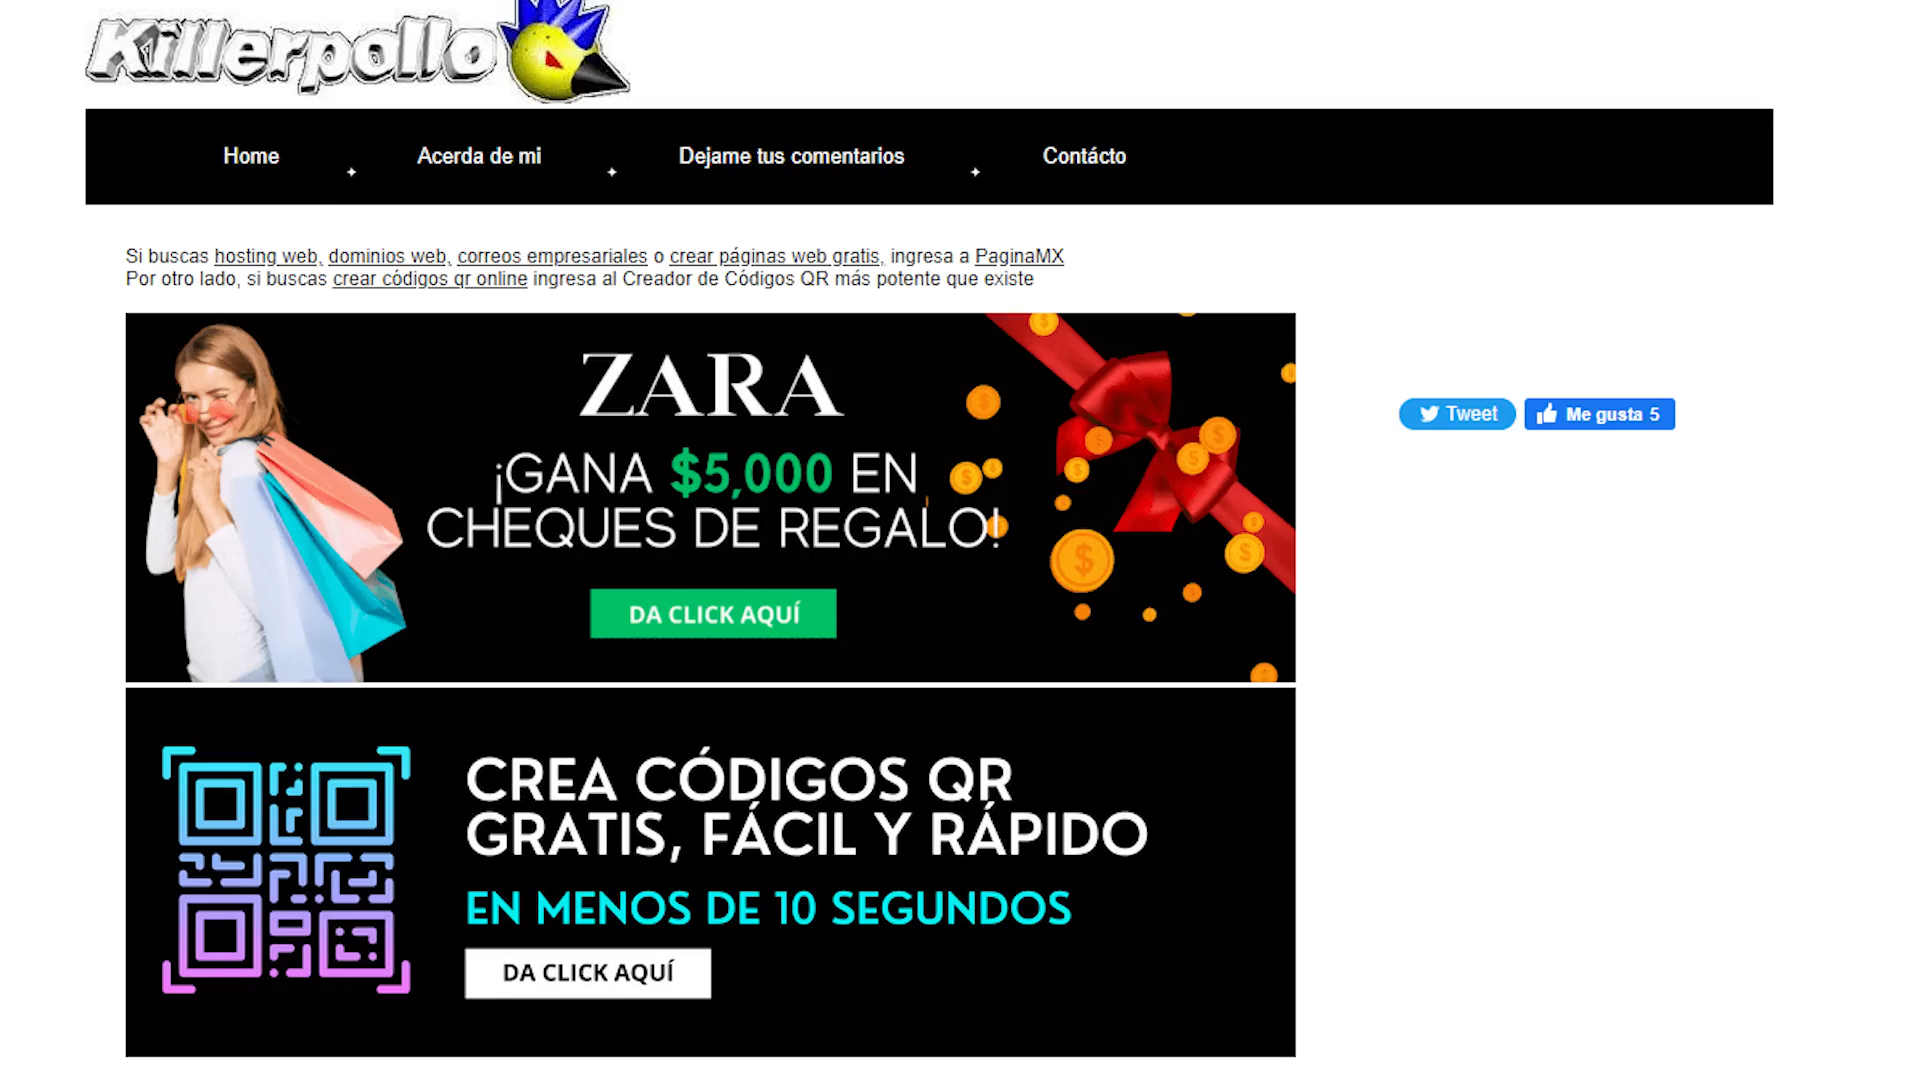 Killerpollo
Home
Acerda de mi
Dejame tus comentarios
Contácto
Si buscas hosting web, dominios web, correos empresariales o crear páginas web gratis, ingresa a PaginaMX
Por otro lado, si buscas crear códigos qr online ingresa al Creador de Códigos QR más potente que existe
ZARA
¡GANA $5,000 EN
CHEQUES DE REGALO!
DA CLICK AQUÍ
Tweet
Me gusta 5
CREA CÓDIGOS QR
GRATIS, FÁCIL Y RÁPIDO
EN MENOS DE 10 SEGUNDOS
DA CLICK AQUÍ